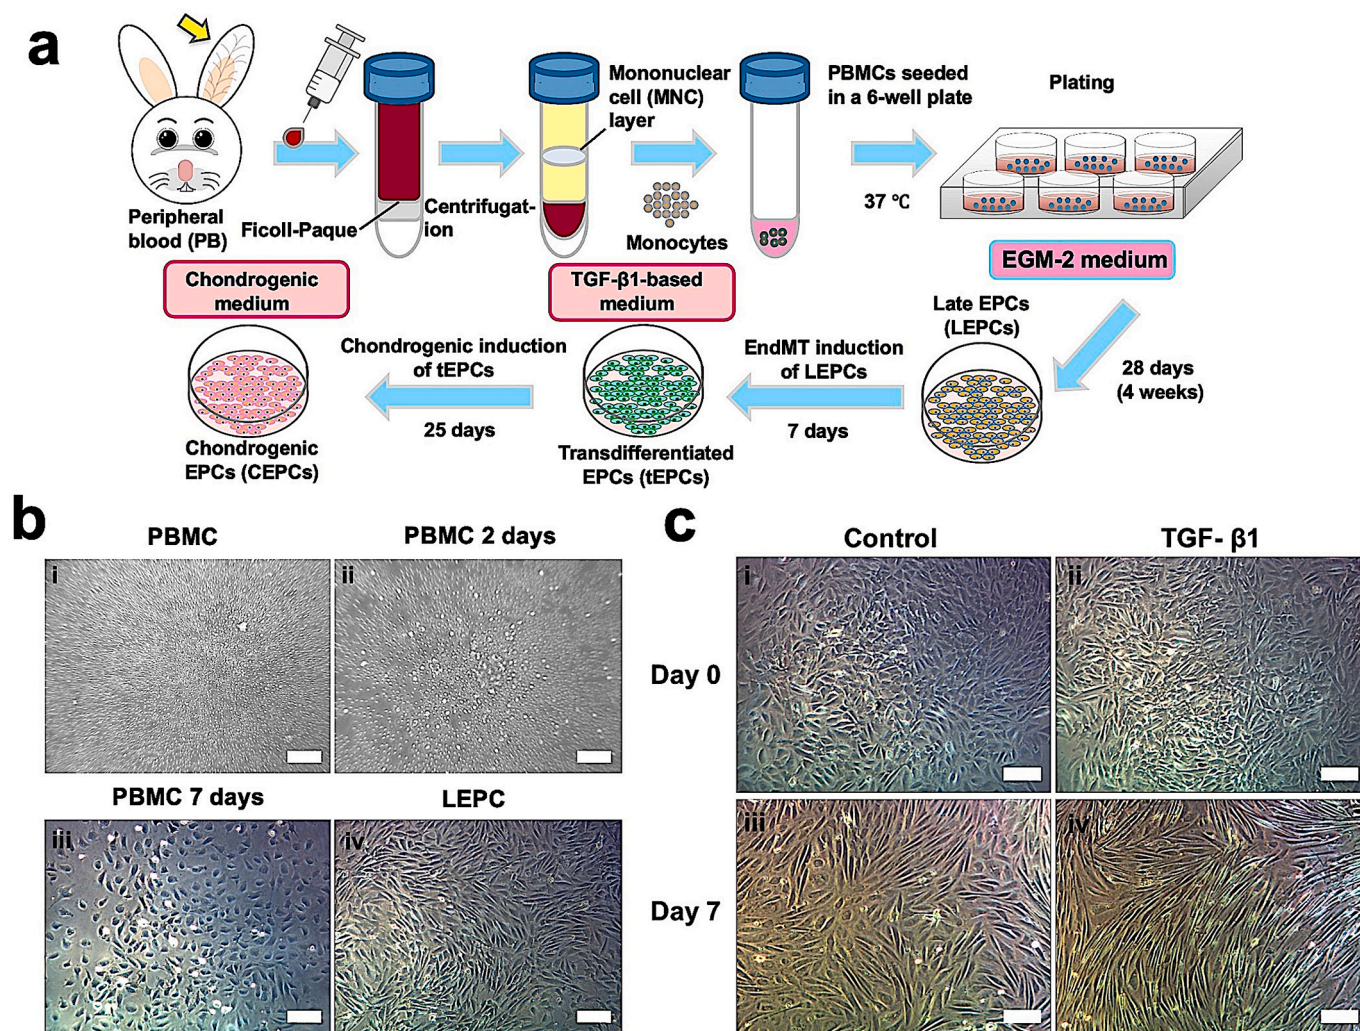 a
Peripheral
blood (PB)
Ficoll-Paque
Centrifugat-
ion
Mononuclear
cell (MNC)
layer
Monocytes
PBMCs seeded
in a 6-well plate
37 ℃
Plating
EGM-2 medium
28 days
(4 weeks)
Late EPCs
(LEPCs)
EndMT induction
of LEPCs
7 days
TGF-β1-based
medium
Transdifferentiated
EPCs (tEPCs)
Chondrogenic induction
of tEPCs
25 days
Chondrogenic
medium
Chondrogenic
EPCs (CEPCs)
b
PBMC
PBMC 2 days
i
ii
PBMC 7 days
LEPC
iii
iv
c
Control
TGF- β1
Day 0
i
ii
Day 7
iii
iv